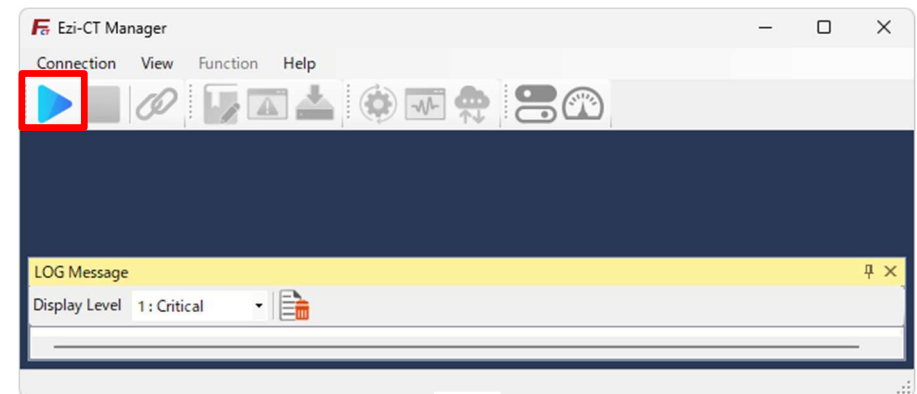 Ezi-CT Manager
Connection View Function Help
LOG Message
Display Level 1 : Critical